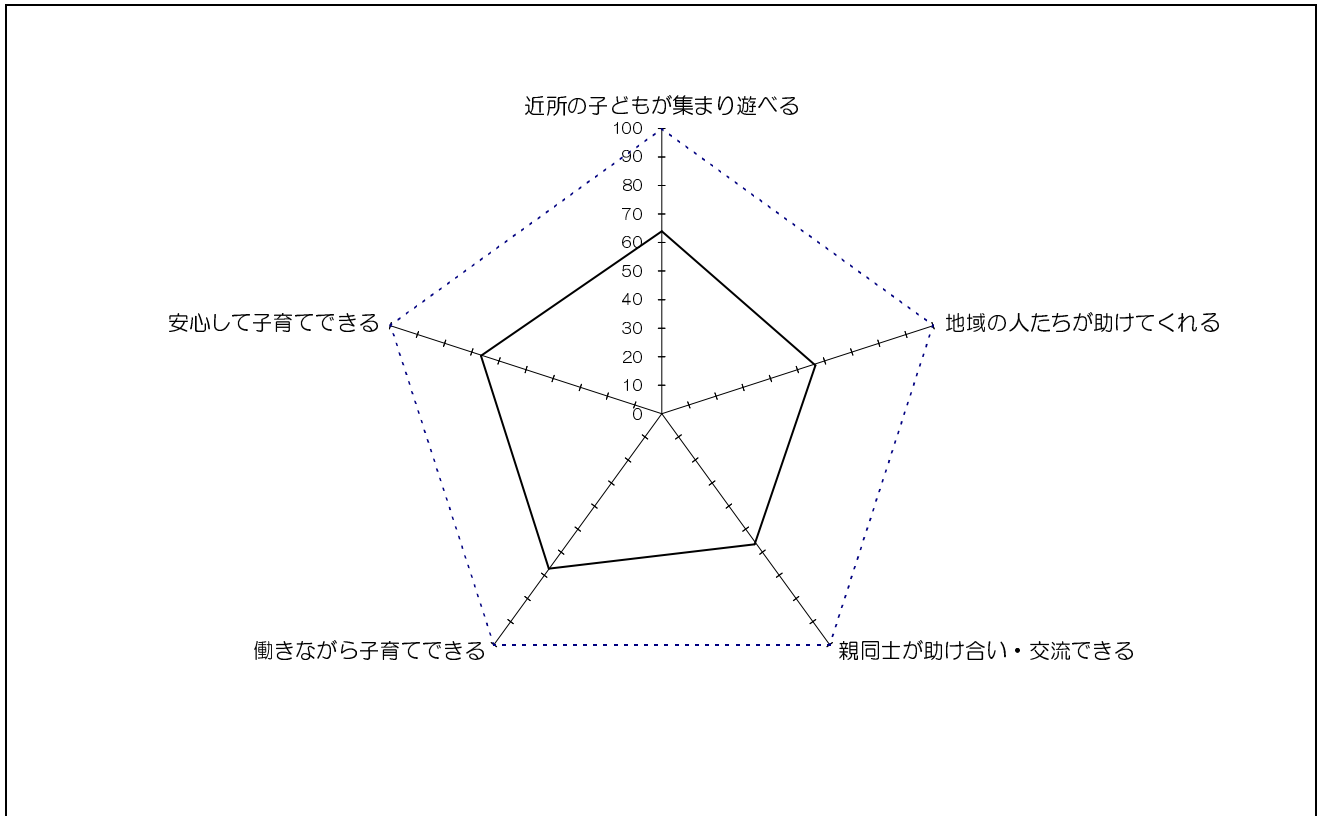 近所の子どもが集まり遊べる
100
90
80
70
60
50
40
30
20
10
0
安心して子育てできる
地域の人たちが助けてくれる
働きながら子育てできる
親同士が助け合い・交流できる